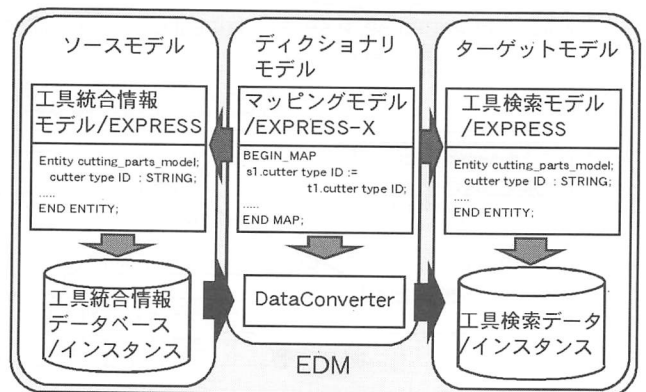 ソースモデル
工具統合情報
モデル/EXPRESS
Entity cutting_parts_model;
cutter type ID : STRING;
.....
END ENTITY;
工具統合情報
データベース
/インスタンス
ディクショナリ
モデル
マッピングモデル
/EXPRESS-X
BEGIN_MAP
s1.cutter type ID :=
t1.cutter type ID;
.....
END MAP;
DataConverter
EDM
ターゲットモデル
工具検索モデル
/EXPRESS
Entity cutting_parts_model;
cutter type ID : STRING;
.....
END ENTITY;
工具検索データ
/インスタンス